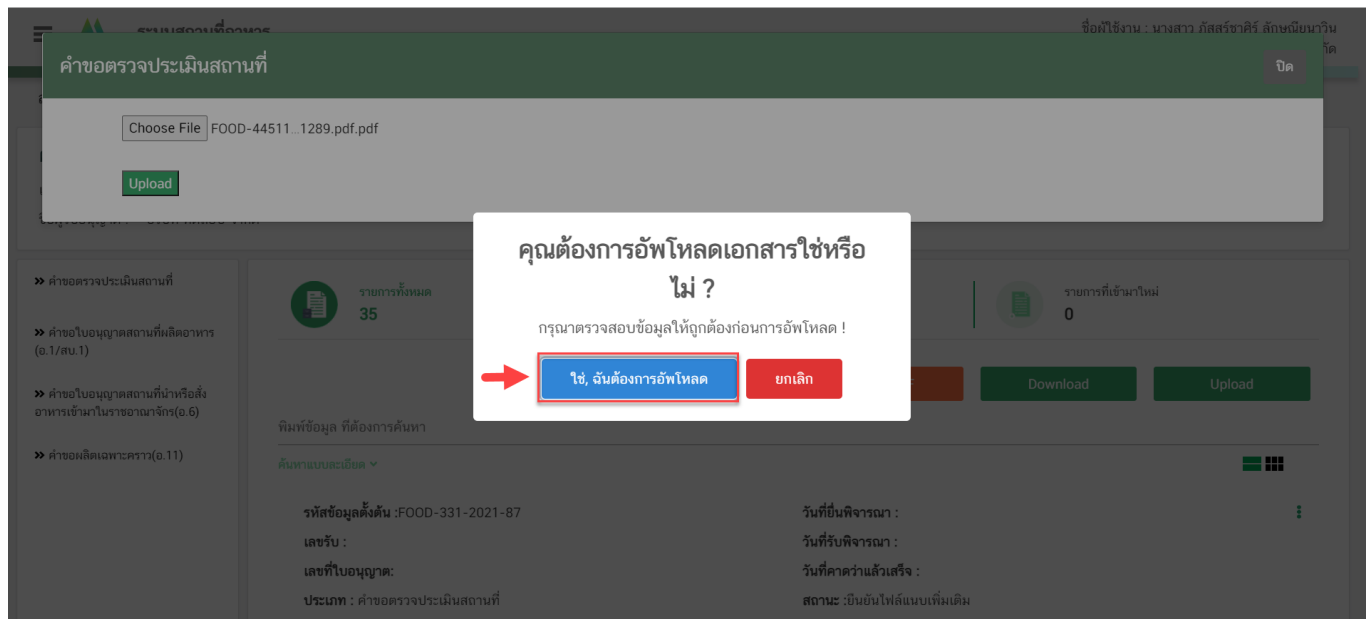 ระบบสถานที่อาหาร
ชื่อผู้ใช้งาน : นางสาว ภัสสร์ชาศิร์ ลักษณียนาวิน
คำขอตรวจประเมินสถานที่
ปิด
Choose File FOOD-44511...1289.pdf.pdf
Upload
คุณต้องการอัพโหลดเอกสารใช่หรือ
ไม่ ?
กรุณาตรวจสอบข้อมูลให้ถูกต้องก่อนการอัพโหลด !
ใช่, ฉันต้องการอัพโหลด
ยกเลิก
» คำขอตรวจประเมินสถานที่
» คำขอใบอนุญาตสถานที่ผลิตอาหาร
(อ.1/สบ.1)
» คำขอใบอนุญาตสถานที่นำหรือสั่ง
อาหารเข้ามาในราชอาณาจักร(อ.6)
» คำขอผลิตเฉพาะคราว(อ.11)
รายการทั้งหมด
35
รายการที่เข้ามาใหม่
0
Download
Upload
พิมพ์ข้อมูล ที่ต้องการค้นหา
ค้นหาแบบละเอียด
รหัสข้อมูลตั้งต้น :FOOD-331-2021-87
วันที่ยื่นพิจารณา :
เลขรับ :
วันที่รับพิจารณา :
เลขที่ใบอนุญาต:
วันที่คาดว่าแล้วเสร็จ :
ประเภท : คำขอตรวจประเมินสถานที่
สถานะ :ยืนยันไฟล์แนบเพิ่มเติม